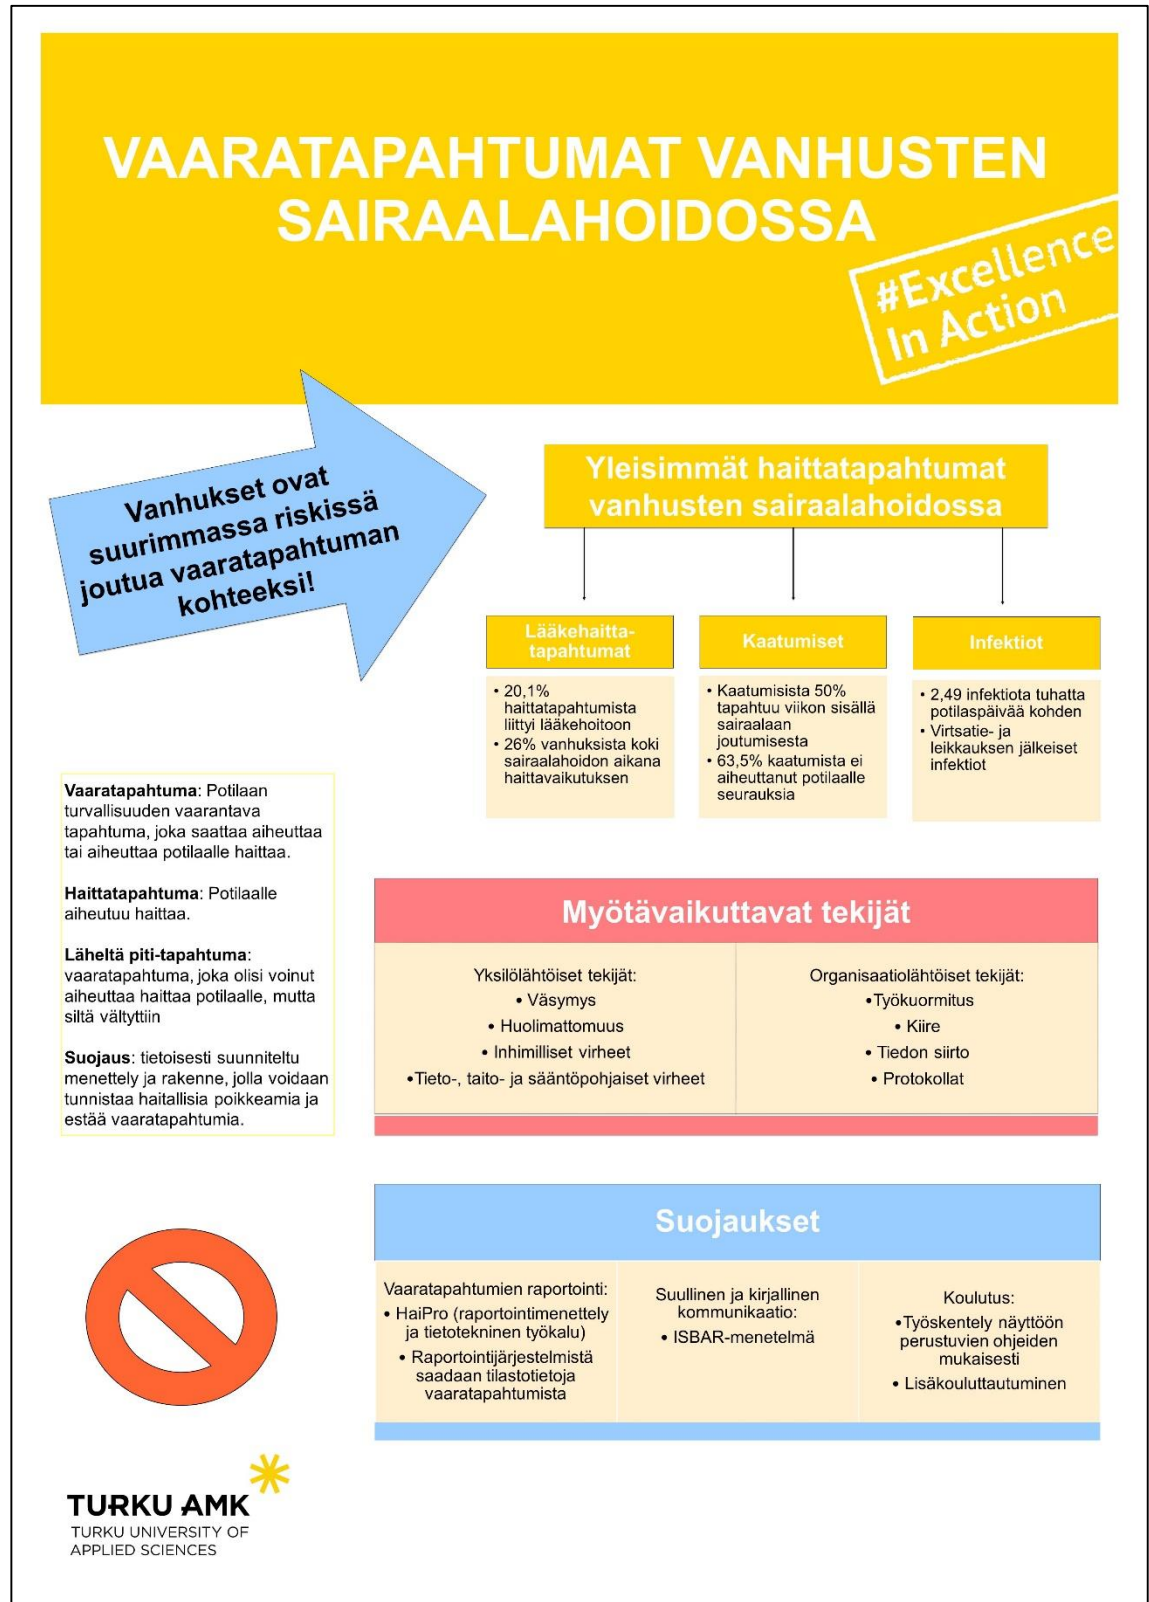 VAARATAPAHTUMAT VANHUSTEN
SAIRAALAHOIDOSSA
#Excellence
In Action
Vanhukset ovat
suurimmassa riskissä
joutua vaaratapahtuman
kohteeksi!
Yleisimmät haittatapahtumat
vanhusten sairaalahoidossa
Lääkehaitta-
tapahtumat
• 20,1%
haittatapahtumista
liittyi lääkehoitoon
• 26% vanhuksista koki
sairaalahoidon aikana
haittavaikutuksen
Kaatumiset
• Kaatumisista 50%
tapahtuu viikon sisällä
sairaalaan
joutumisesta
• 63,5% kaatumista ei
aiheuttanut potilaalle
seurauksia
Infektiot
• 2,49 infektiota tuhatta
potilaspäivää kohden
• Virtsatie- ja
leikkauksen jälkeiset
infektiot
Vaaratapahtuma: Potilaan
turvallisuuden vaarantava
tapahtuma, joka saattaa aiheuttaa
tai aiheuttaa potilaalle haittaa.
Haittatapahtuma: Potilaalle
aiheutuu haittaa.
Läheltä piti-tapahtuma:
vaaratapahtuma, joka olisi voinut
aiheuttaa haittaa potilaalle, mutta
siltä vältyttiin
Suojaus: tietoisesti suunniteltu
menettely ja rakenne, jolla voidaan
tunnistaa haitallisia poikkeamia ja
estää vaaratapahtumia.
Myötävaikuttavat tekijät
Yksilölähtöiset tekijät:
• Väsymys
• Huolimattomuus
• Inhimilliset virheet
•Tieto-, taito- ja sääntöpohjaiset virheet
Organisaatiolähtöiset tekijät:
•Työkuormitus
• Kiire
• Tiedon siirto
• Protokollat
Suojaukset
Vaaratapahtumien raportointi:
• HaiPro (raportointimenettely
ja tietotekninen työkalu)
• Raportointijärjestelmistä
saadaan tilastotietoja
vaaratapahtumista
Suullinen ja kirjallinen
kommunikaatio:
• ISBAR-menetelmä
Koulutus:
•Työskentely näyttöön
perustuvien ohjeiden
mukaisesti
• Lisäkouluttautuminen
TURKU AMK
TURKU UNIVERSITY OF
APPLIED SCIENCES